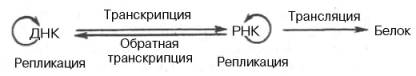 Транскрипция Трансляция
ДНК РНК Белок
Обратная
транскрипция
Репликация Репликация